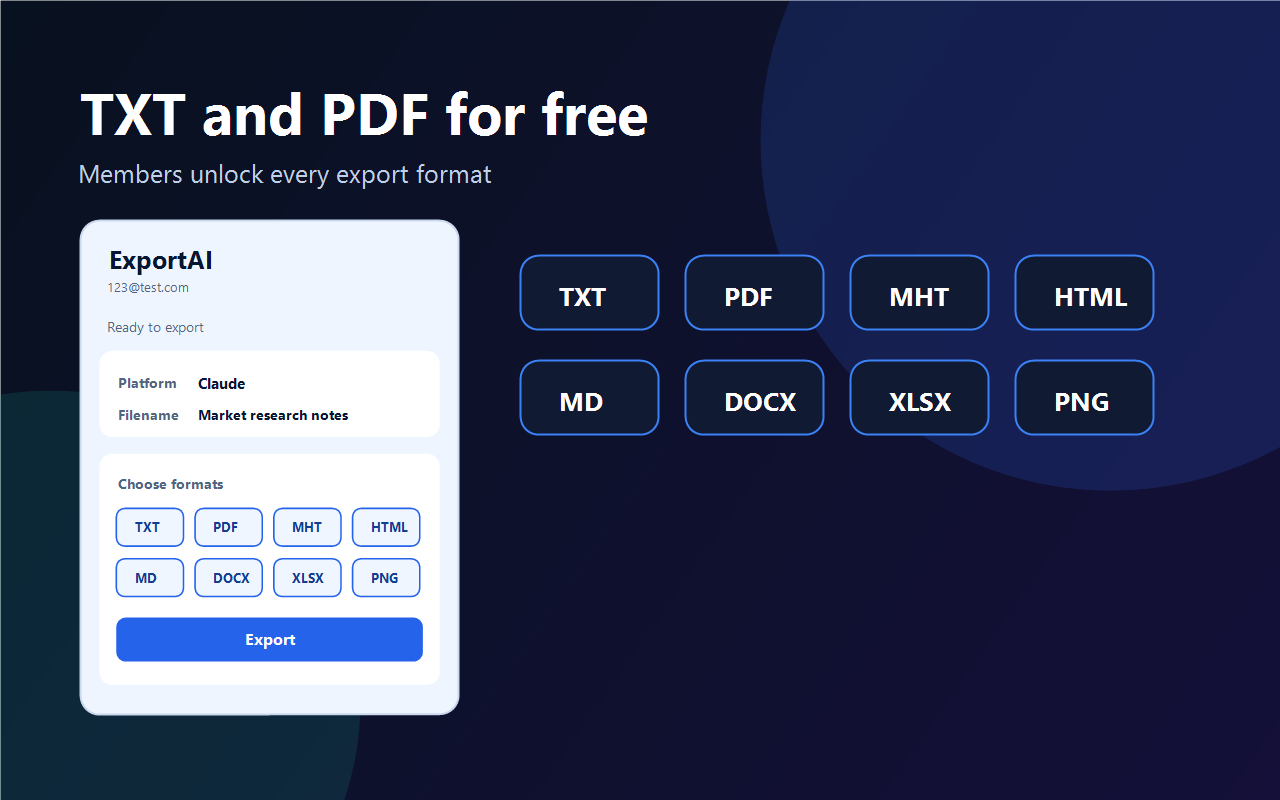 TXT and PDF for free
Members unlock every export format
ExportAI
123@test.com
Ready to export
Platform Claude
Filename Market research notes
Choose formats
TXT PDF MHT HTML
MD DOCX XLSX PNG
Export
TXT PDF MHT HTML
MD DOCX XLSX PNG